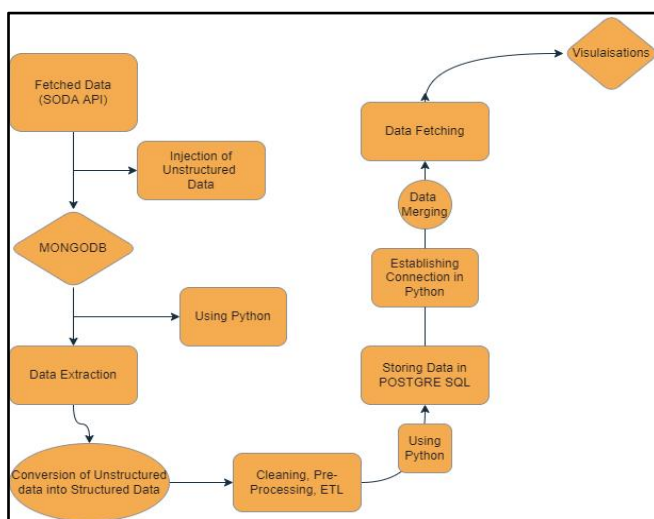 Fetched Data
(SODA API)
Injection of
Unstructured
Data
MONGODB
Using Python
Data Extraction
Conversion of Unstructured
data into Structured Data
Cleaning, Pre-
Processing, ETL
Using
Python
Storing Data in
POSTGRE SQL
Establishing
Connection in
Python
Data
Merging
Data Fetching
Visulaisations